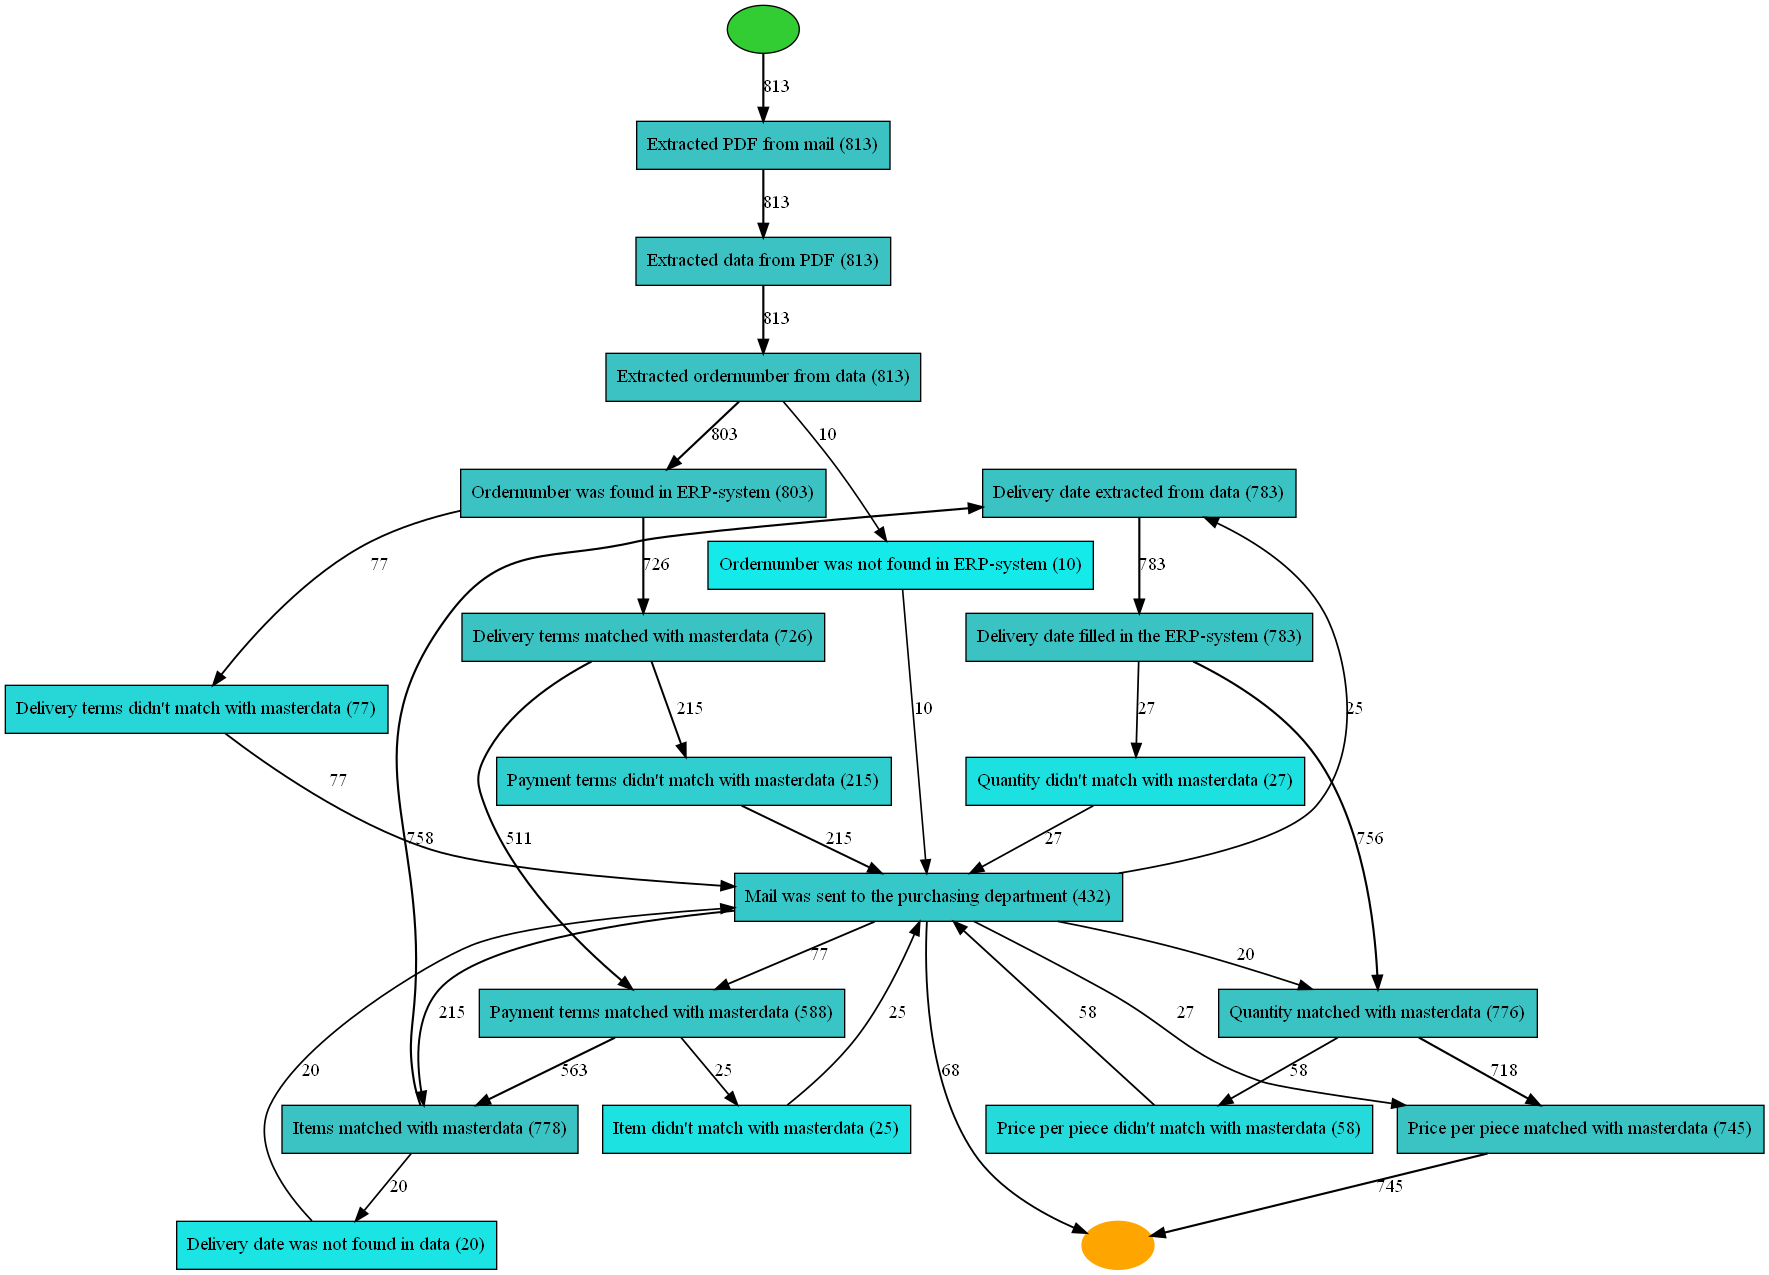 813
Extracted PDF from mail (813)
813
Extracted data from PDF (813)
813
Extracted ordernumber from data (813)
803
10
Ordernumber was found in ERP-system (803)
Delivery date extracted from data (783)
77
726
Ordernumber was not found in ERP-system (10)
783
Delivery terms matched with masterdata (726)
Delivery date filled in the ERP-system (783)
Delivery terms didn't match with masterdata (77)
215
10
27
25
77
Payment terms didn't match with masterdata (215)
Quantity didn't match with masterdata (27)
758
511
215
27
756
Mail was sent to the purchasing department (432)
77
20
215
Payment terms matched with masterdata (588)
25
58
27
Quantity matched with masterdata (776)
20
563
25
68
58
718
Items matched with masterdata (778)
Item didn't match with masterdata (25)
Price per piece didn't match with masterdata (58)
Price per piece matched with masterdata (745)
20
745
Delivery date was not found in data (20)